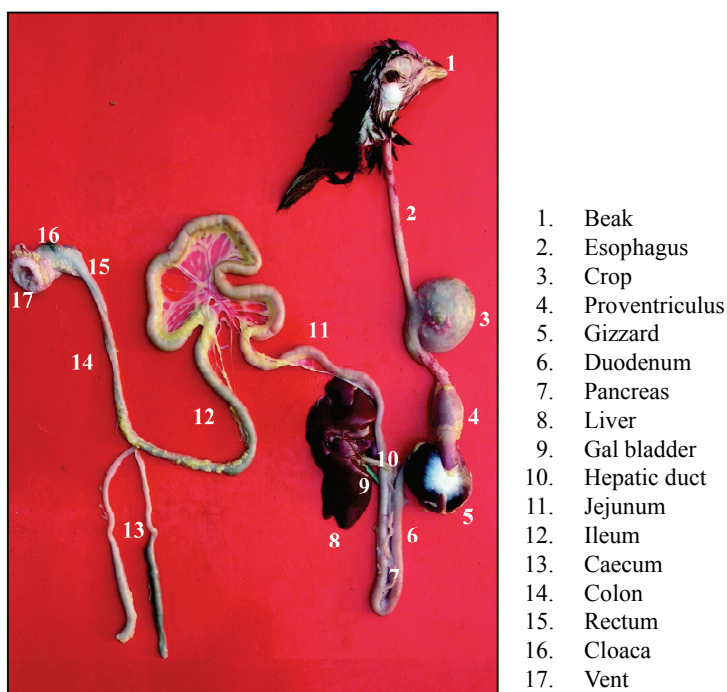 1
2
3
4
5
6
7
8
9
10
11
12
13
14
15
16
17
1. Beak
2. Esophagus
3. Crop
4. Proventriculus
5. Gizzard
6. Duodenum
7. Pancreas
8. Liver
9. Gal bladder
10. Hepatic duct
11. Jejunum
12. Ileum
13. Caecum
14. Colon
15. Rectum
16. Cloaca
17. Vent